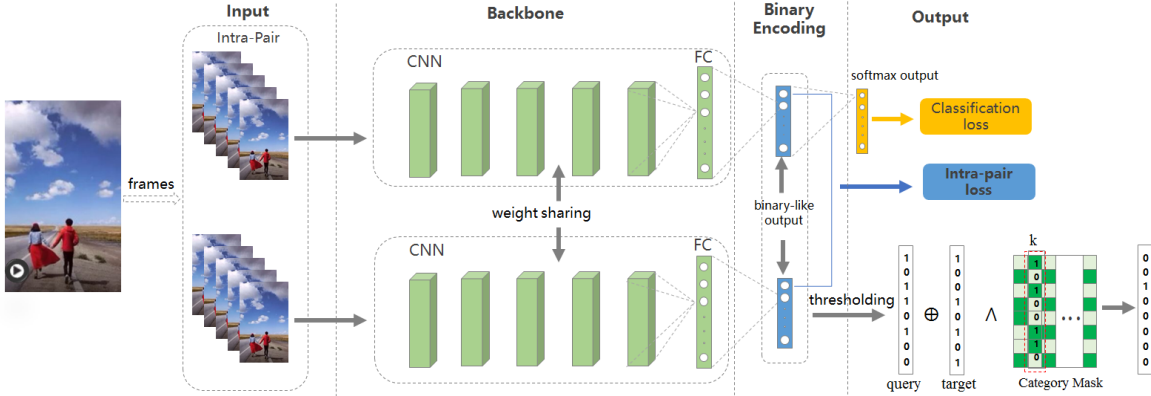 Input
Backbone
Binary
Encoding
Output
Intra-Pair
CNN
FC
softmax output
Classification
loss
frames
weight sharing
binary-like
output
Intra-pair
loss
CNN
FC
thresholding
k
1
0
1
1
0
1
0
0
⊕
1
0
0
1
0
1
0
1
∧
1
0
1
0
0
1
1
0
...
0
0
1
0
0
0
0
0
query
target
Category Mask